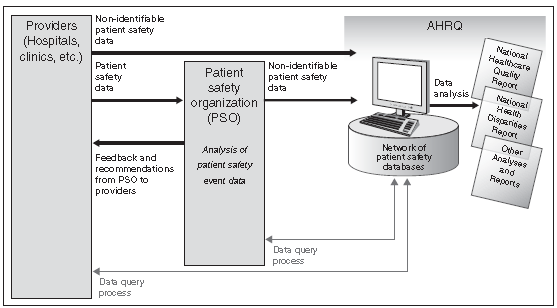 Providers
(Hospitals,
clinics, etc.)
Non-identifiable
patient safety
data
Patient
safety
data
Feedback and
recommendations
from PSO to
providers
Patient
safety
organization
(PSO)
Analysis of
patient safety
event data
Non-identifiable
patient safety
data
AHRQ
Network of
patient safety
databases
Data
analysis
National
Healthcare
Quality
Report
National
Health
Disparities
Report
Other
Analyses
and
Reports
Data query
process
Data query
process